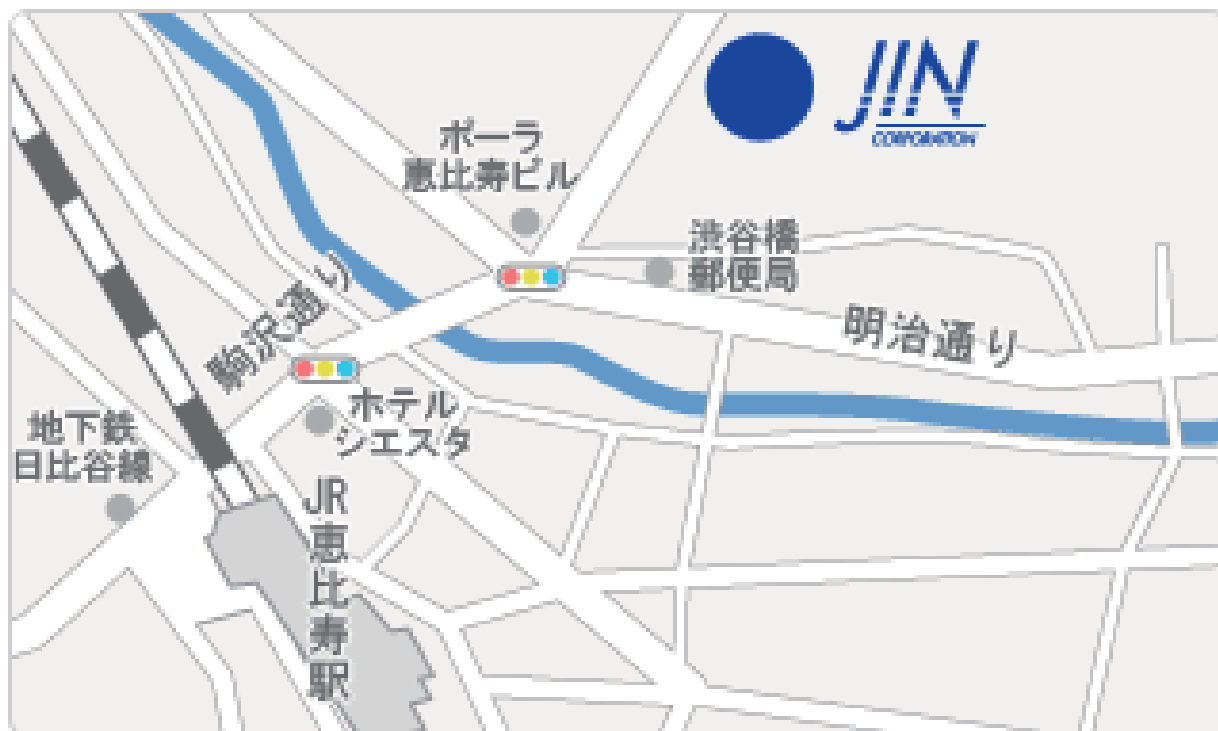 JIN
CORPORATION
ポーラ
恵比寿ビル
渋谷橋
郵便局
駒沢通り
明治通り
ホテル
シエスタ
地下鉄
日比谷線
JR恵比寿駅